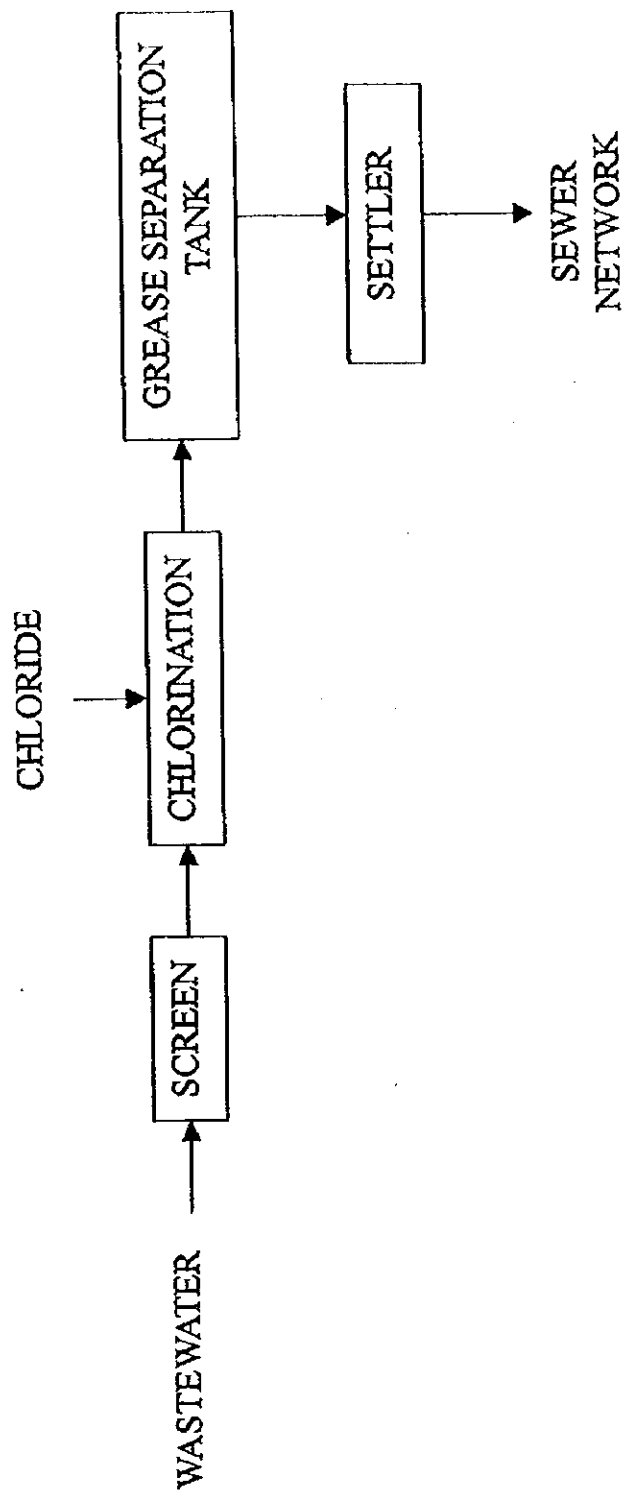 WASTEWATER
SCREEN
CHLORIDE
CHLORINATION
GREASE SEPARATION
TANK
SETTLER
SEWER
NETWORK